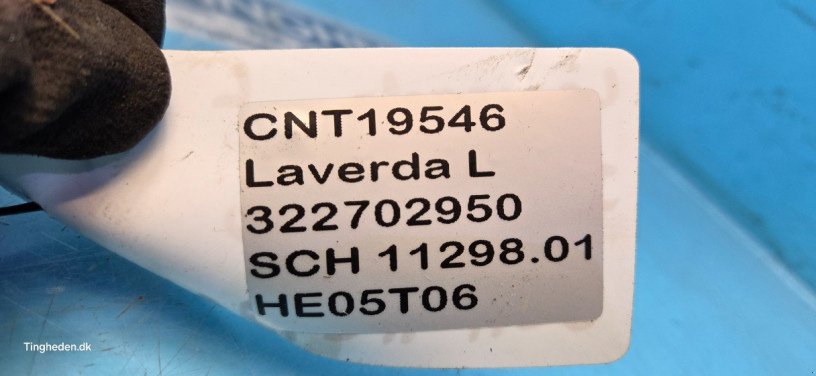 CNT19546
Laverda L
322702950
SCH 11298.01
HE05T06
Tingheden.dk